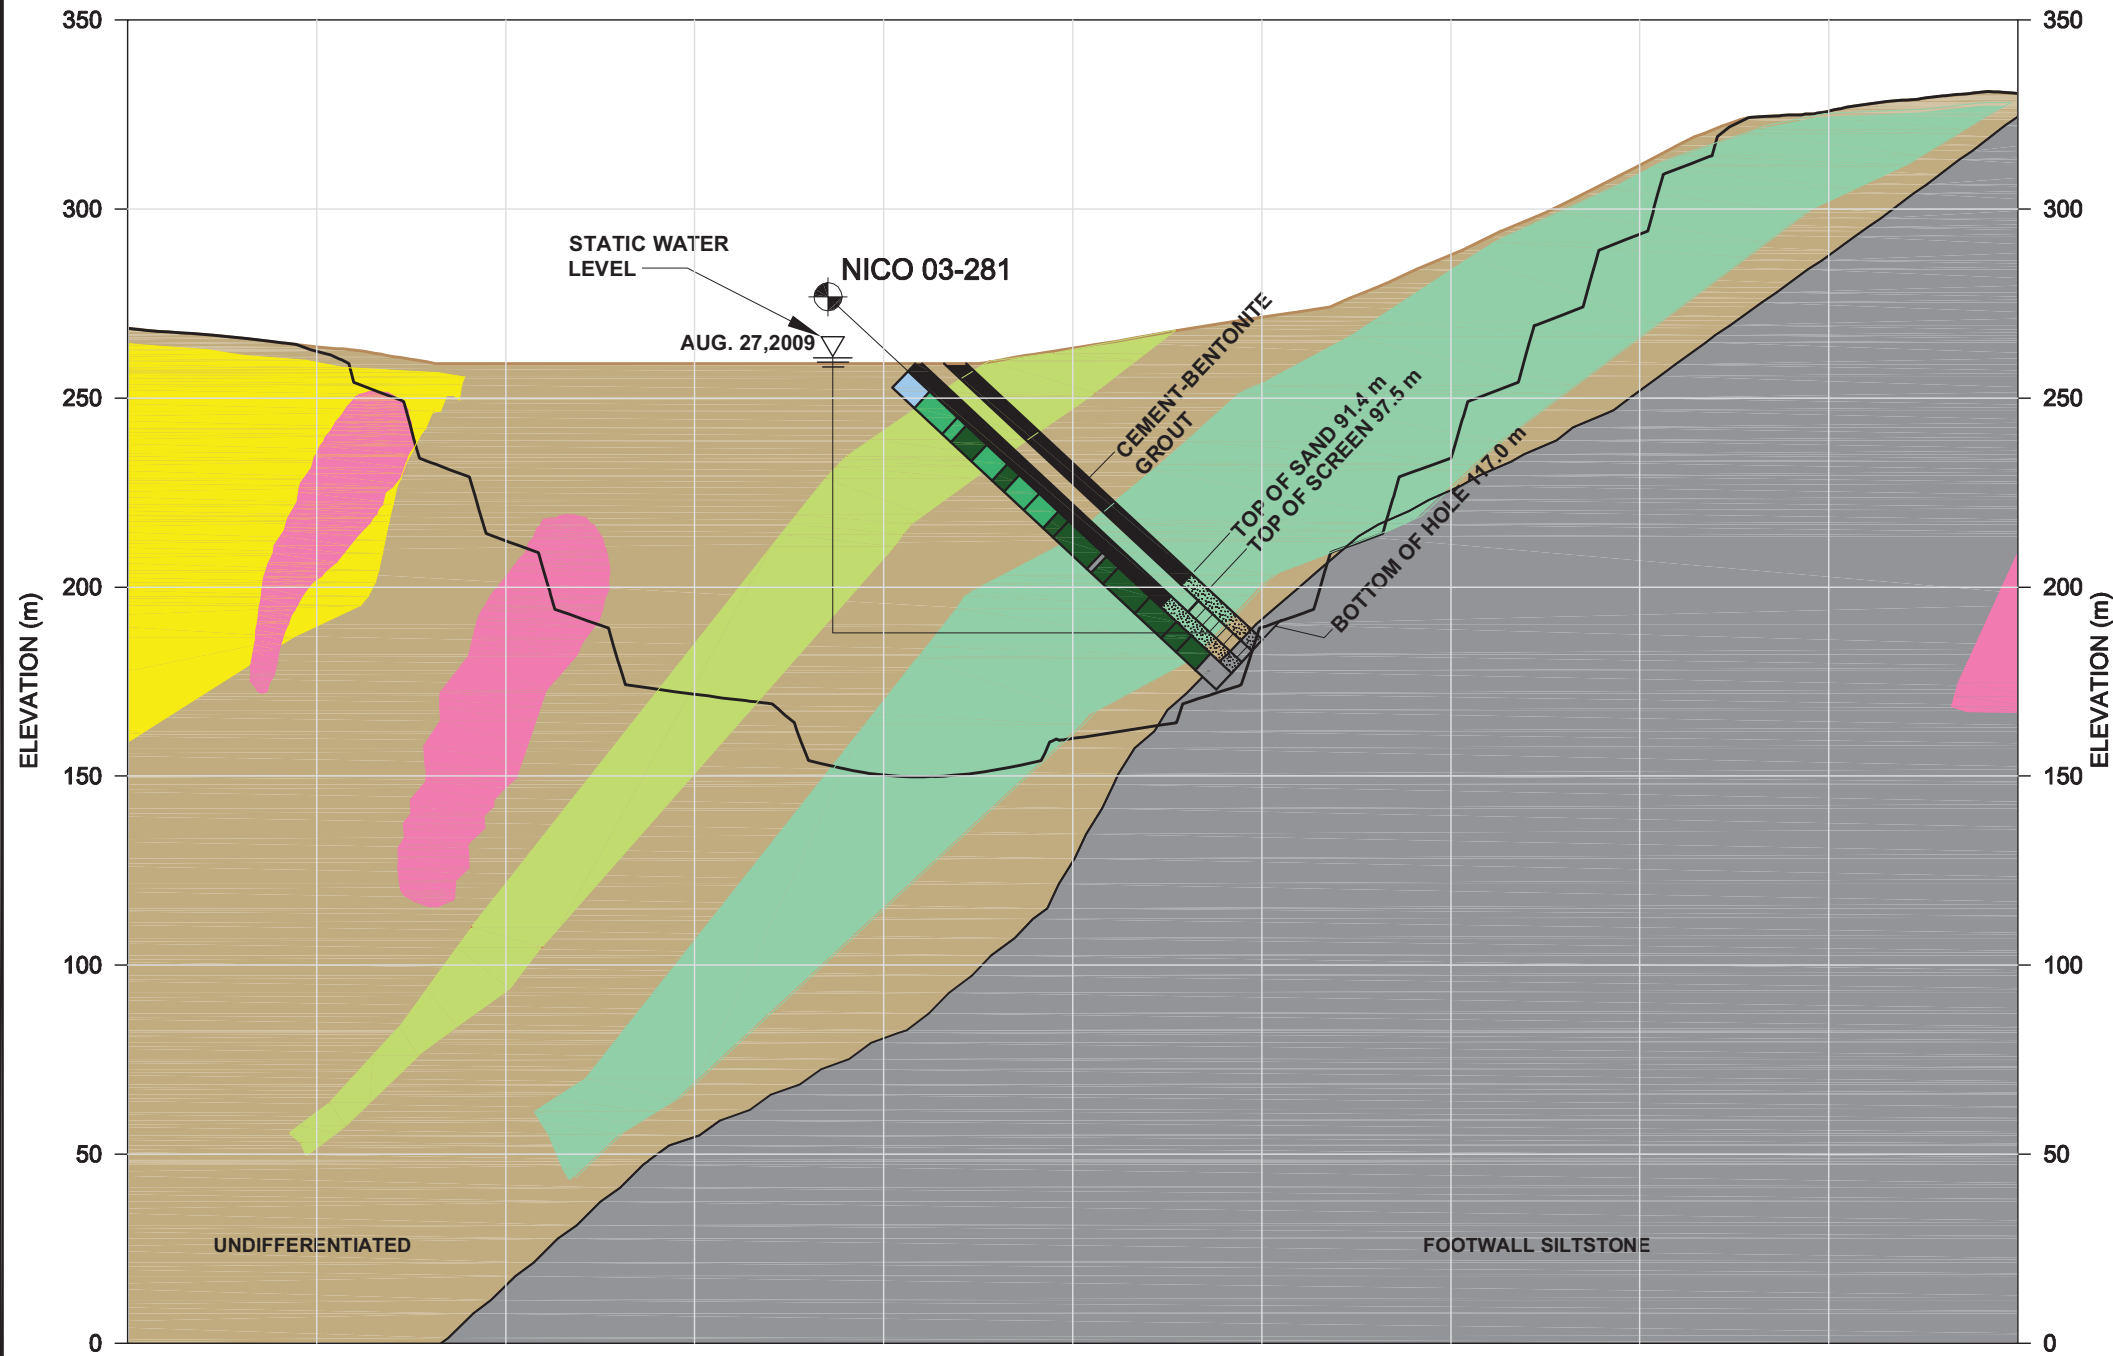 350
350
300
300
STATIC WATER
LEVEL
NICO 03-281
AUG. 27,2009
CEMENT-BENTONITE
GROUT
TOP OF SAND 91.4 m
TOP OF SCREEN 97.5 m
BOTTOM OF HOLE 117.0 m
250
250
200
200
ELEVATION (m)
ELEVATION (m)
150
150
100
100
50
50
UNDIFFERENTIATED
FOOTWALL SILTSTONE
0
0